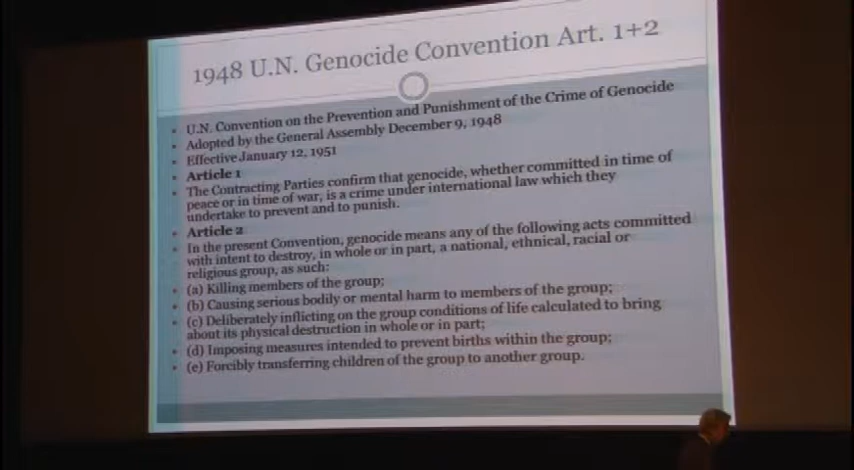 1948 U.N. Genocide Convention Art. 1+2
• U.N. Convention on the Prevention and Punishment of the Crime of Genocide
• Adopted by the General Assembly December 9, 1948
• Effective January 12, 1951
• Article 1
• The Contracting Parties confirm that genocide, whether committed in time of
peace or in time of war, is a crime under international law which they
undertake to prevent and to punish.
• Article 2
• In the present Convention, genocide means any of the following acts committed
with intent to destroy, in whole or in part, a national, ethnical, racial or
religious group, as such:
• (a) Killing members of the group;
• (b) Causing serious bodily or mental harm to members of the group;
• (c) Deliberately inflicting on the group conditions of life calculated to bring
about its physical destruction in whole or in part;
• (d) Imposing measures intended to prevent births within the group;
• (e) Forcibly transferring children of the group to another group.